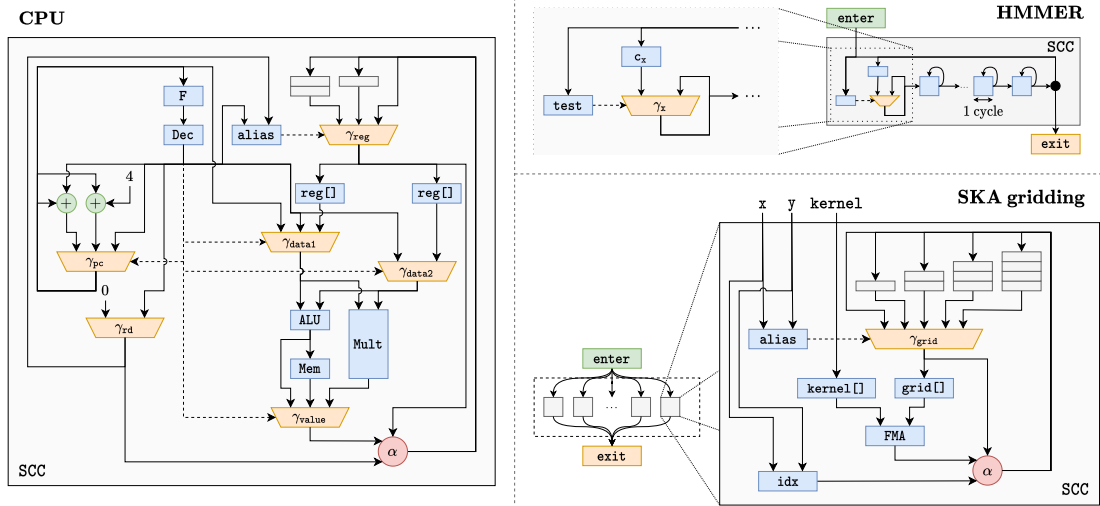 CPU
F
Dec
alias
γreg
4
+
+
reg[]
reg[]
γdata1
γpc
γdata2
0
γrd
ALU
Mult
Mem
γvalue
α
SCC
HMMER
enter
SCC
...
cx
test
γx
...
...
1 cycle
exit
SKA gridding
x y kernel
alias
γgrid
enter
kernel[]
grid[]
...
FMA
exit
idx
α
SCC